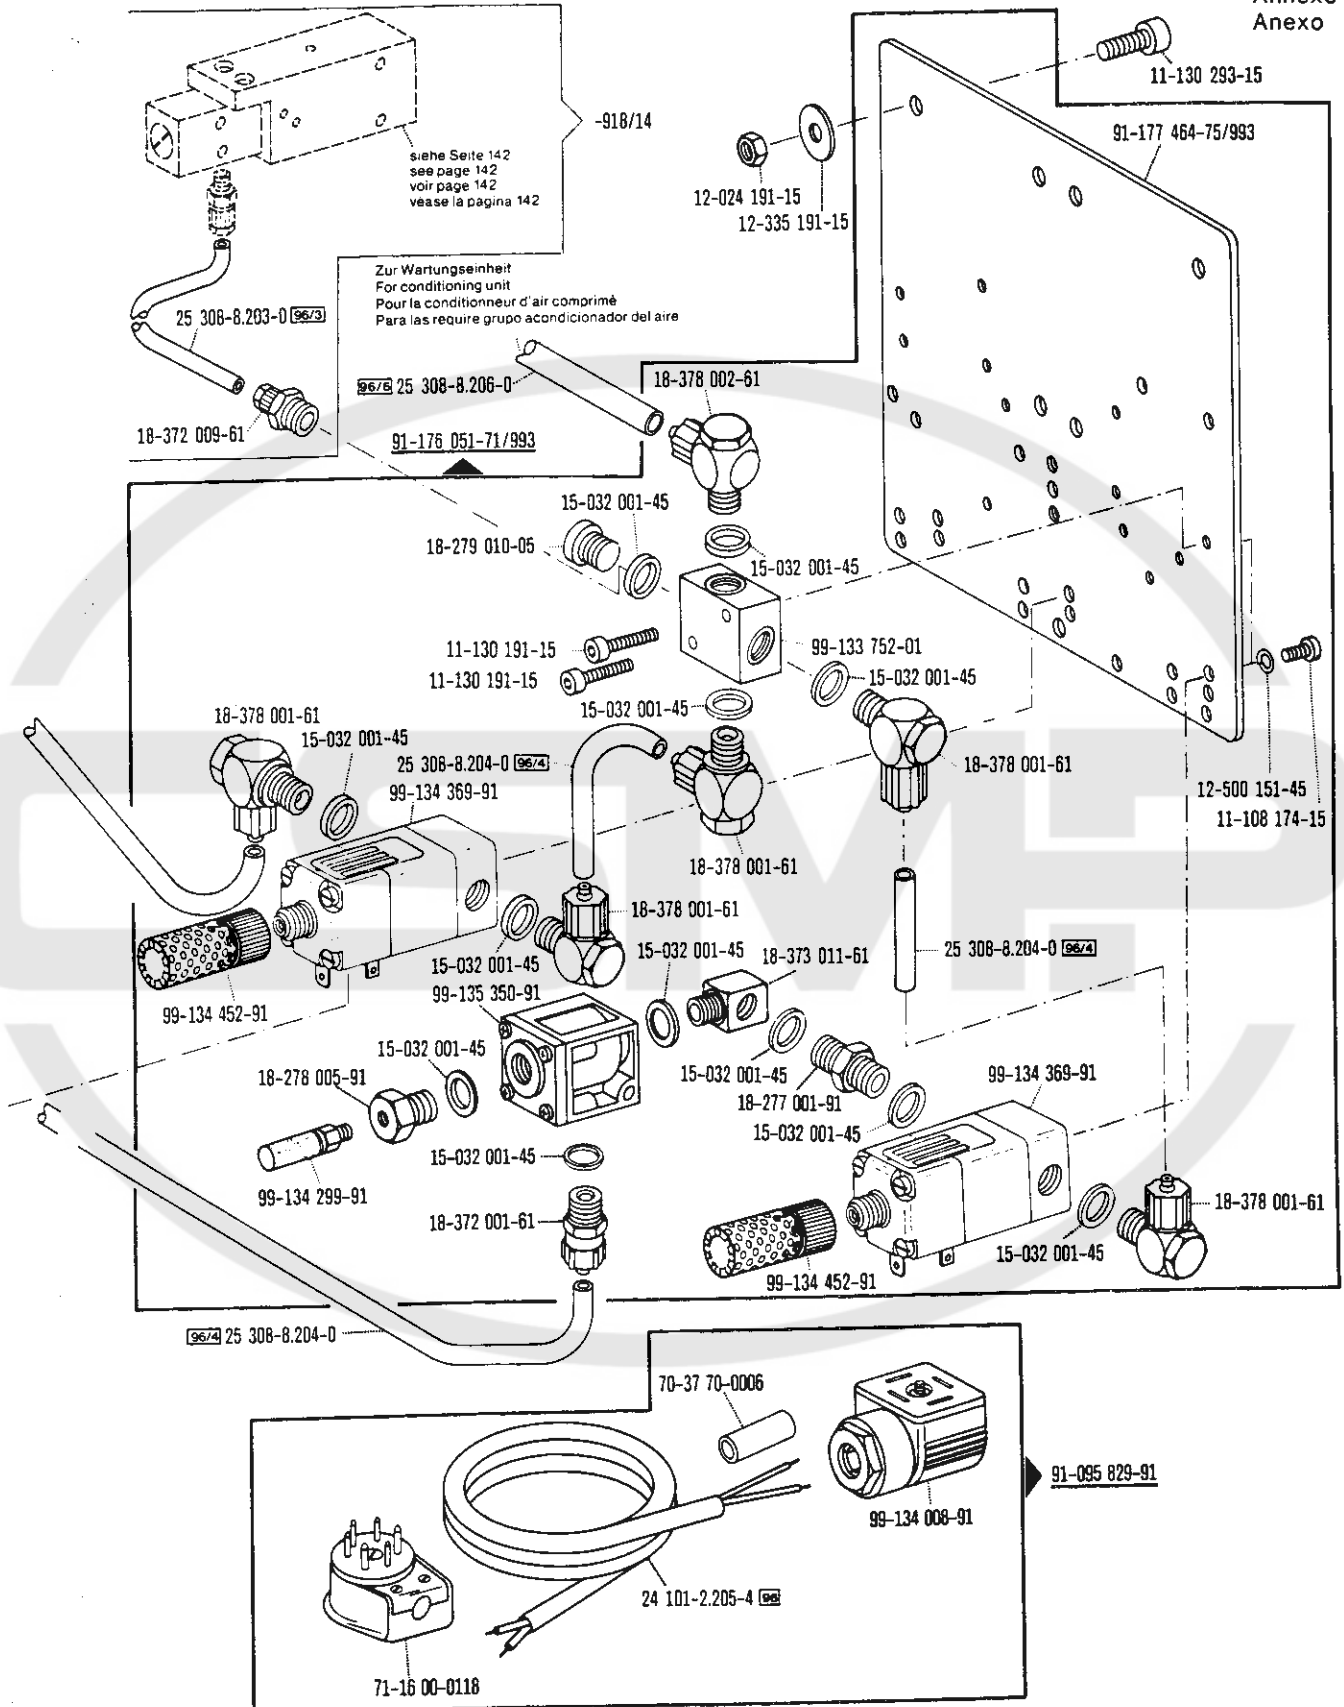 Anexo
11-130 293-15
-918/14
91-177 464-75/993
siehe Seite 142
see page 142
voir page 142
véase la pagina 142
12-024 191-15
12-335 191-15
Zur Wartungseinheit
For conditioning unit
Pour la conditionneur d'air comprimé
Para las require grupo acondicionador del aire
25 308-8.203-0 96/3
96/6 25 308-8.206-0
18-378 002-61
18-372 009-61
91-176 051-71/993
15-032 001-45
18-279 010-05
15-032 001-45
11-130 191-15
99-133 752-01
11-130 191-15
15-032 001-45
15-032 001-45
18-378 001-61
15-032 001-45
25 308-8.204-0 96/4
18-378 001-61
99-134 369-91
12-500 151-45
11-108 174-15
18-378 001-61
18-378 001-61
15-032 001-45
15-032 001-45
18-373 011-61
25 308-8.204-0 96/4
99-135 350-91
99-134 452-91
15-032 001-45
18-278 005-91
15-032 001-45
99-134 369-91
18-277 001-91
15-032 001-45
15-032 001-45
99-134 299-91
18-372 001-61
18-378 001-61
15-032 001-45
99-134 452-91
96/4 25 308-8.204-0
70-37 70-0006
91-095 829-91
99-134 008-91
24 101-2.205-4 96
71-16 00-0118
CSMP